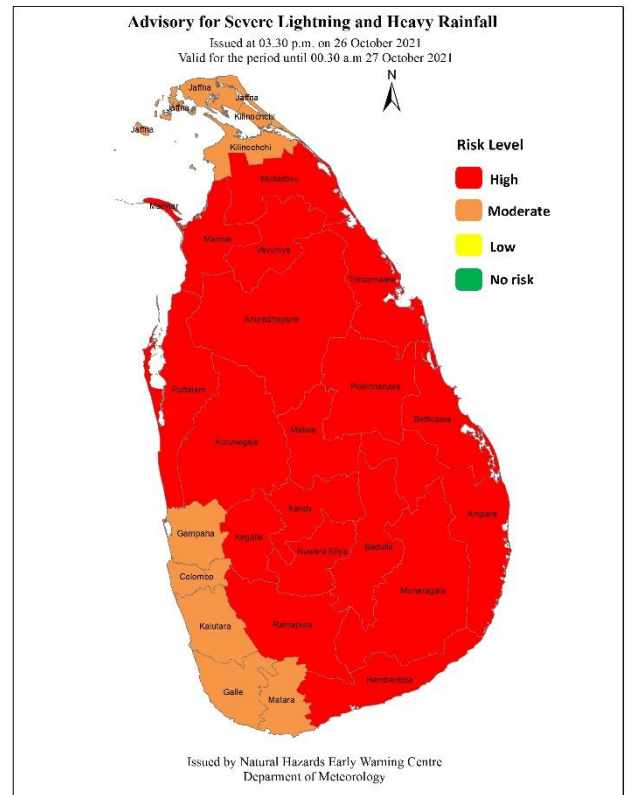 Advisory for Severe Lightning and Heavy Rainfall
Issued at 03.30 p.m. on 26 October 2021
Valid for the period until 00.30 a.m 27 October 2021
N
Jaffna
Jaffna
Jaffna
Jaffna
Kilinochchi
Kilinochchi
Risk Level
High
Moderate
Low
No risk
Mullaitivu
Mannar
Mannar
Vavuniya
Trincomalee
Anuradhapura
Puttalam
Polonnaruwa
Batticaloa
Kurunegala
Matale
Kandy
Ampara
Gampaha
Kegalle
Nuwara Eliya
Badulla
Colombo
Moneragala
Kalutara
Ratnapura
Hambantota
Galle
Matara
Issued by Natural Hazards Early Warning Centre
Deparment of Meteorology